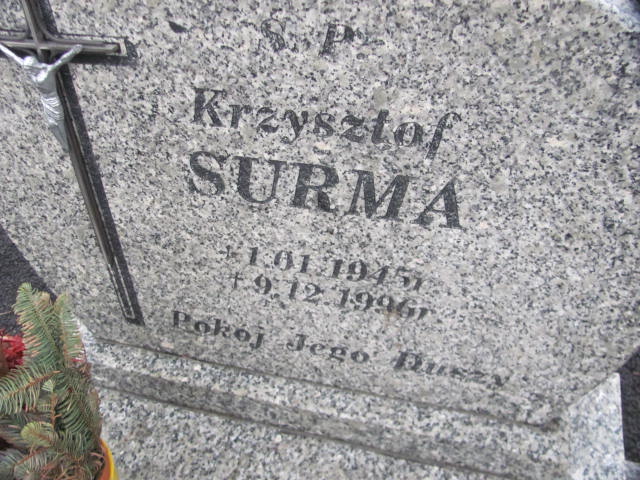 Ś. P.
Krzysztof
SURMA
* 1.01.1945r.
+ 9.12.1996r.
Pokój Jego Duszy